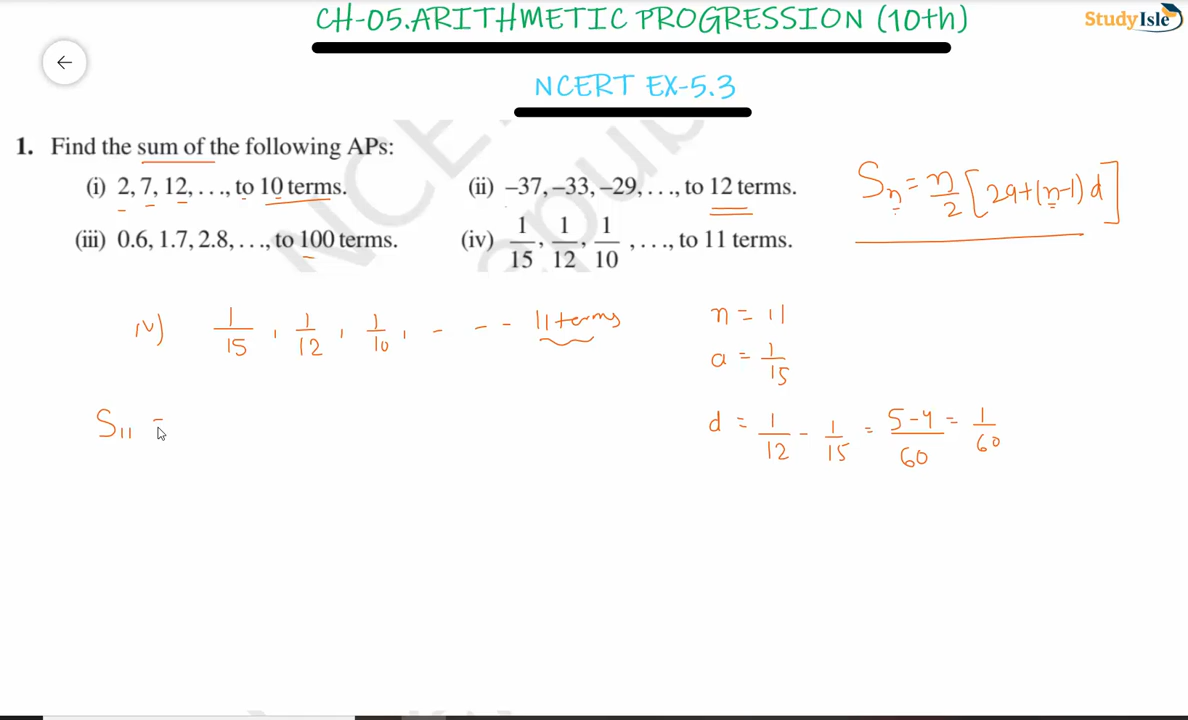 CH-05.ARITHMETIC PROGRESSION (10th)
StudyIsle
NCERT EX-5.3
1. Find the sum of the following APs:
(i) 2, 7, 12, . . ., to 10 terms.
(ii) –37, –33, –29, . . ., to 12 terms.
(iii) 0.6, 1.7, 2.8, . . ., to 100 terms.
(iv) 1/15, 1/12, 1/10, . . ., to 11 terms.
Sn = n/2 [2a+(n-1)d]
iv) 1/15, 1/12, 1/10, - - - 11 terms
n = 11
a = 1/15
d = 1/12 - 1/15 = 5-4/60 = 1/60
S11 =